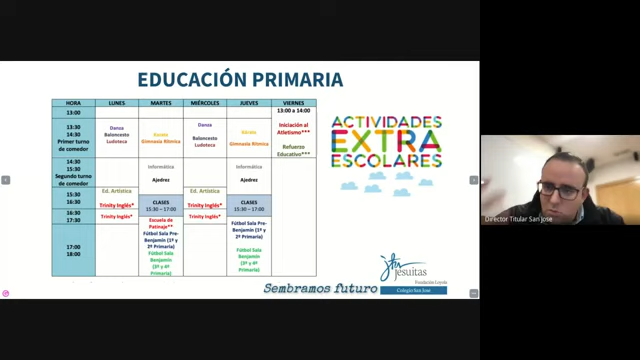 EDUCACIÓN PRIMARIA
HORA LUNES MARTES MIÉRCOLES JUEVES VIERNES
13:00 13:00 a 14:00
13:30
14:30
Primer turno
de comedor
Danza
Baloncesto
Ludoteca
Gimnasia Rítmica
Danza
Baloncesto
Ludoteca
Gimnasia Rítmica
Iniciación al
Atletismo***
Refuerzo
Educativo***
14:30
15:30
Segundo turno
de comedor
Informática
Ajedrez
Informática
Ajedrez
15:30
16:30
Ed. Artística
Trinity Inglés*
CLASES
15:30 – 17:00
Ed. Artística
Trinity Inglés*
CLASES
15:30 – 17:00
16:30
17:30
Trinity Inglés*
Trinity Inglés*
17:00
18:00
Escuela de
Patinaje**
Fútbol Sala Pre-
Benjamín (1º y
2º Primaria)
Fútbol Sala
Benjamín
(3º y 4º
Primaria)
Fútbol Sala Pre-
Benjamín (1º y
2º Primaria)
Fútbol Sala
Benjamín
(3º y 4º
Primaria)
ACTIVIDADES
EXTRA
ESCOLARES
Sembramos futuro
jesuitas
Fundación Loyola
Colegio San José
Director Titular San Jose